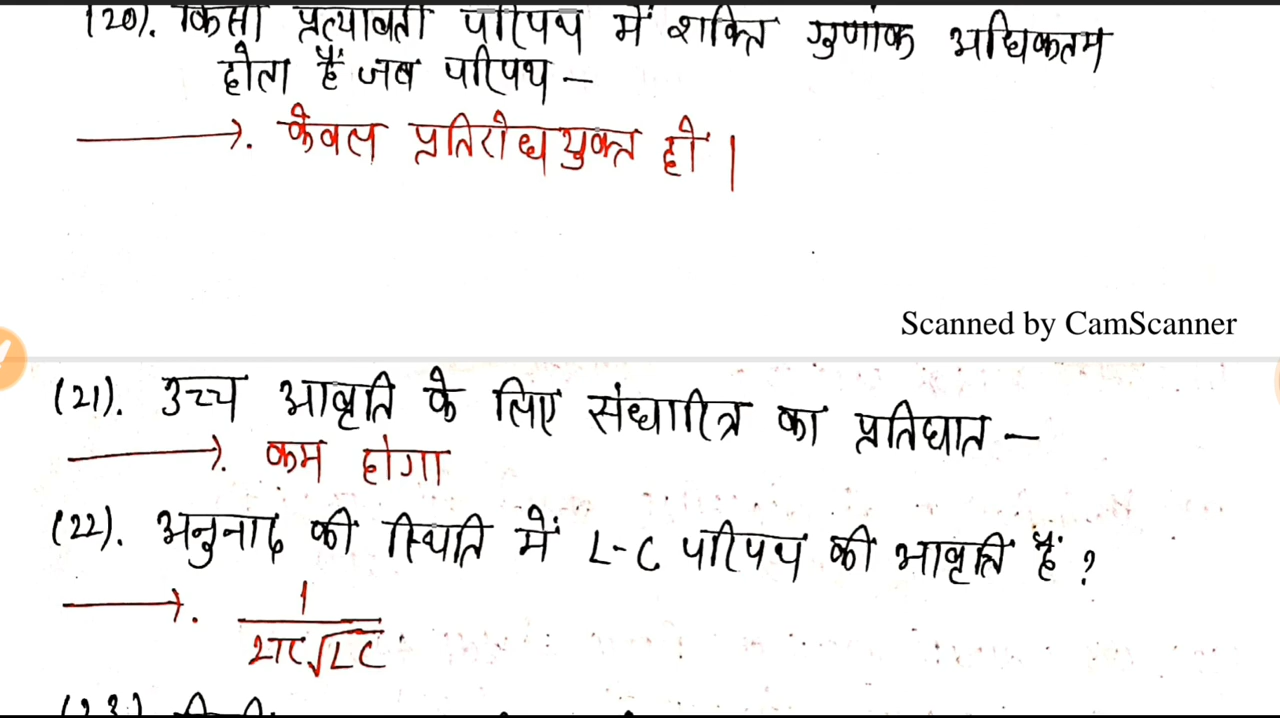 (20). किसी प्रत्यावर्ती परिपथ में शक्ति गुणांक अधिकतम
होता हैं जब परिपथ –
→. केवल प्रतिरोध युक्त हो।
Scanned by CamScanner
(21). उच्च आवृति के लिए संधारित्र का प्रतिघात –
→. कम होगा
(22). अनुनाद की स्थिति में L-C परिपथ की आवृति हैं ?
→. 1/2π√LC
(23)